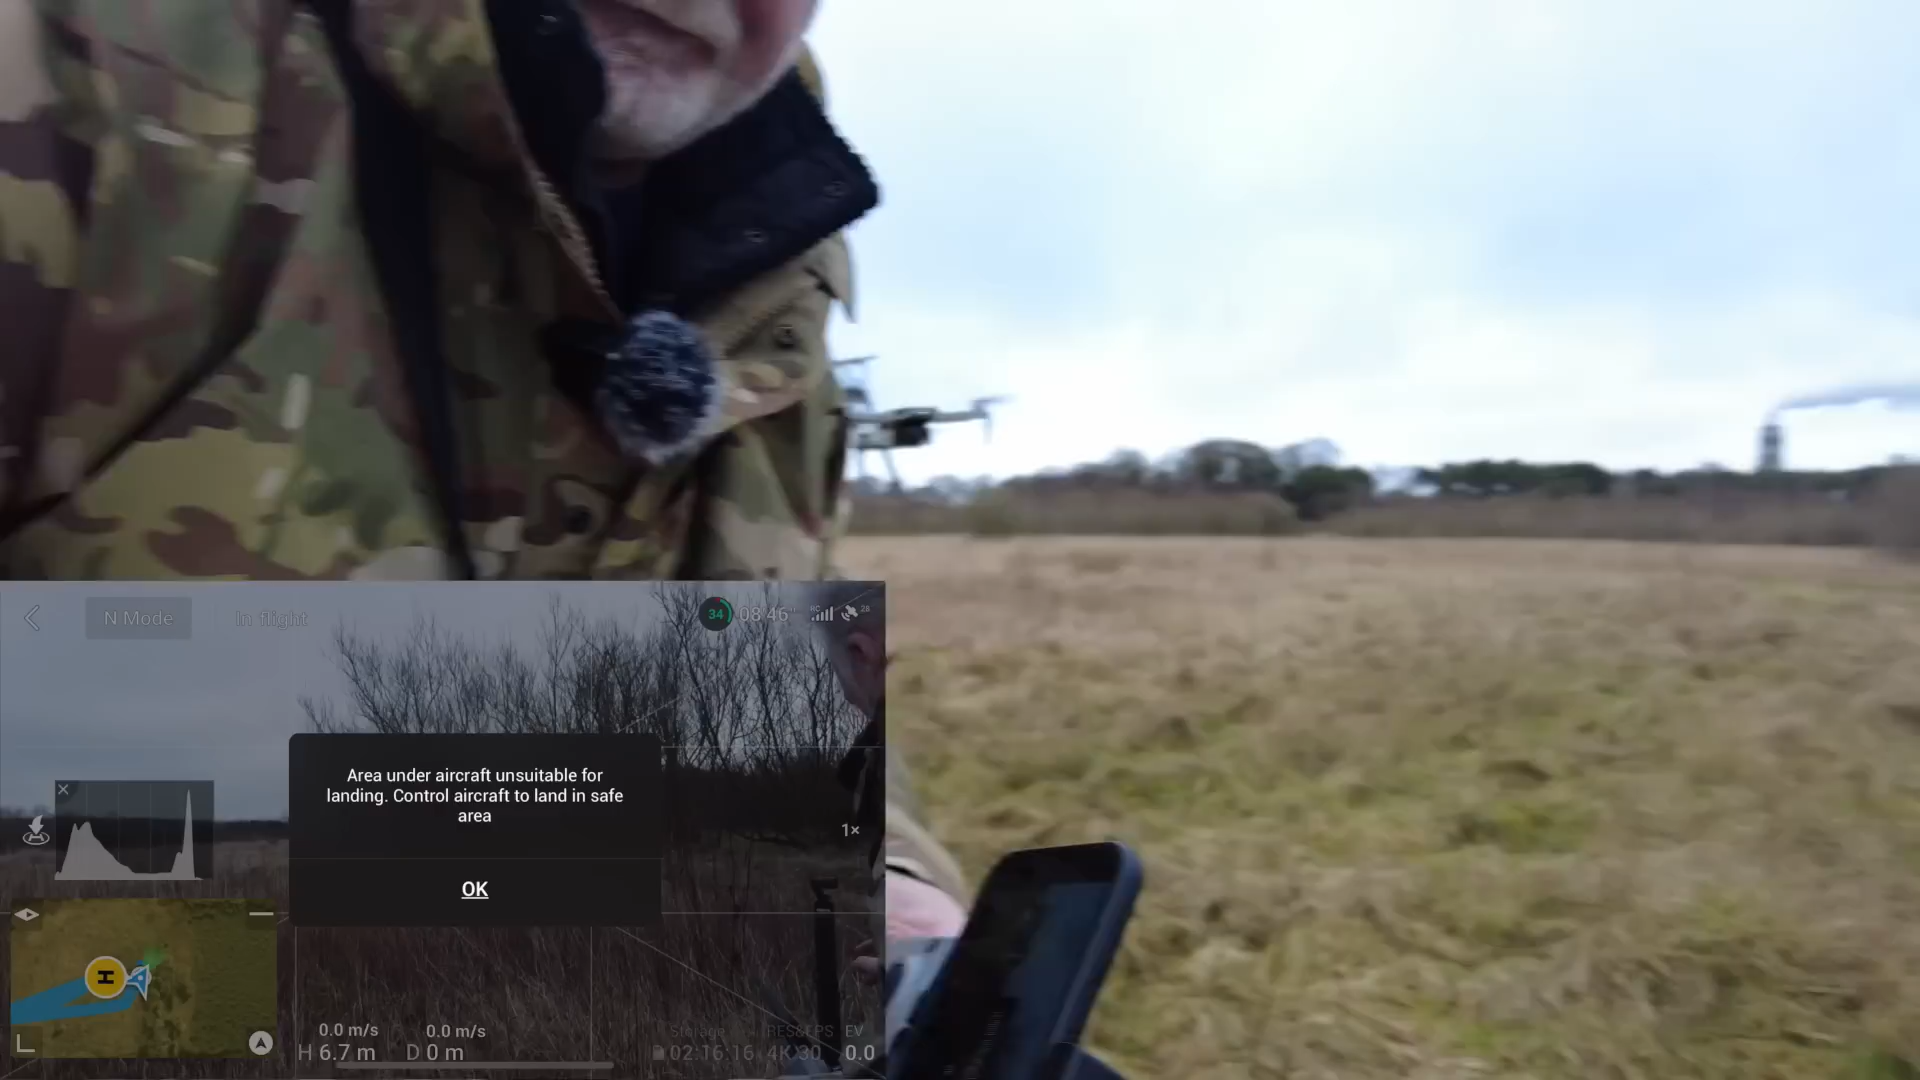 N Mode
In flight
34
08'46"
RC
28
Area under aircraft unsuitable for
landing. Control aircraft to land in safe
area
OK
1×
H
0.0 m/s
0.0 m/s
H 6.7 m
D 0 m
Storage
RES&FPS
EV
02:16:16
4K/30
0.0